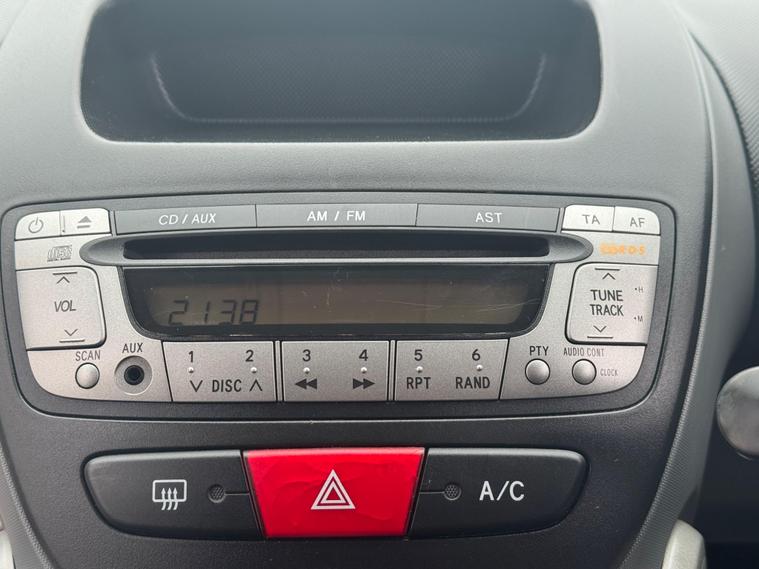 CD / AUX AM / FM AST TA AF
VOL
TUNE
TRACK
H
M
2138
SCAN
AUX
1 2 3 4 5 6
DISC
RPT RAND
PTY
AUDIO CONT
CLOCK
A/C